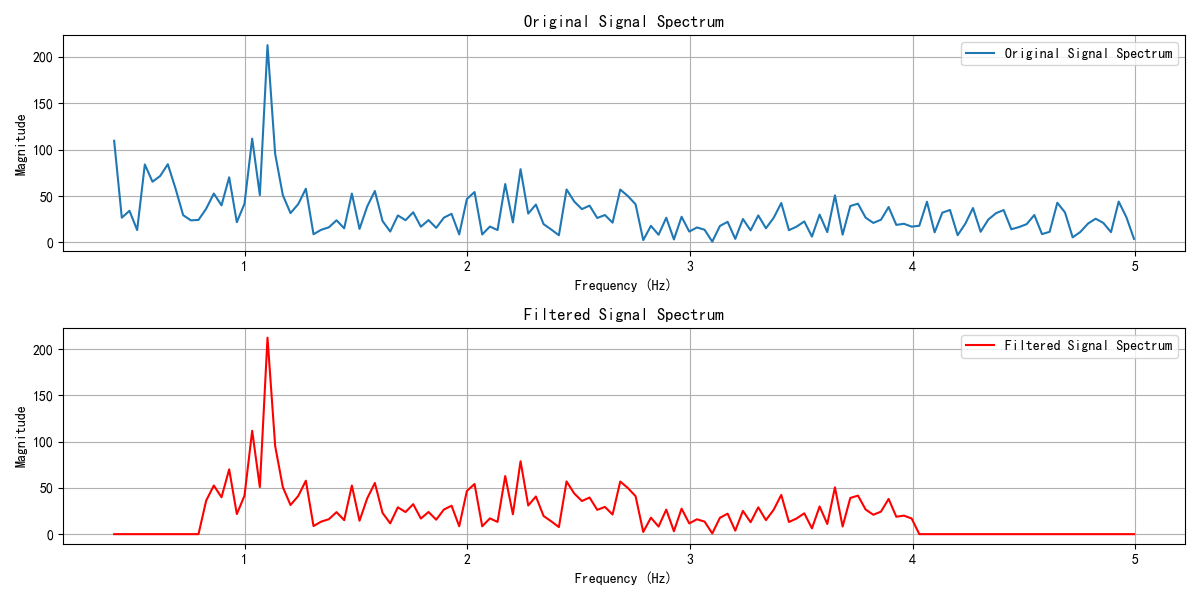 Original Signal Spectrum
Original Signal Spectrum
200
150
100
50
0
Magnitude
1
2
3
4
5
Frequency (Hz)
Filtered Signal Spectrum
Filtered Signal Spectrum
200
150
100
50
0
Magnitude
1
2
3
4
5
Frequency (Hz)